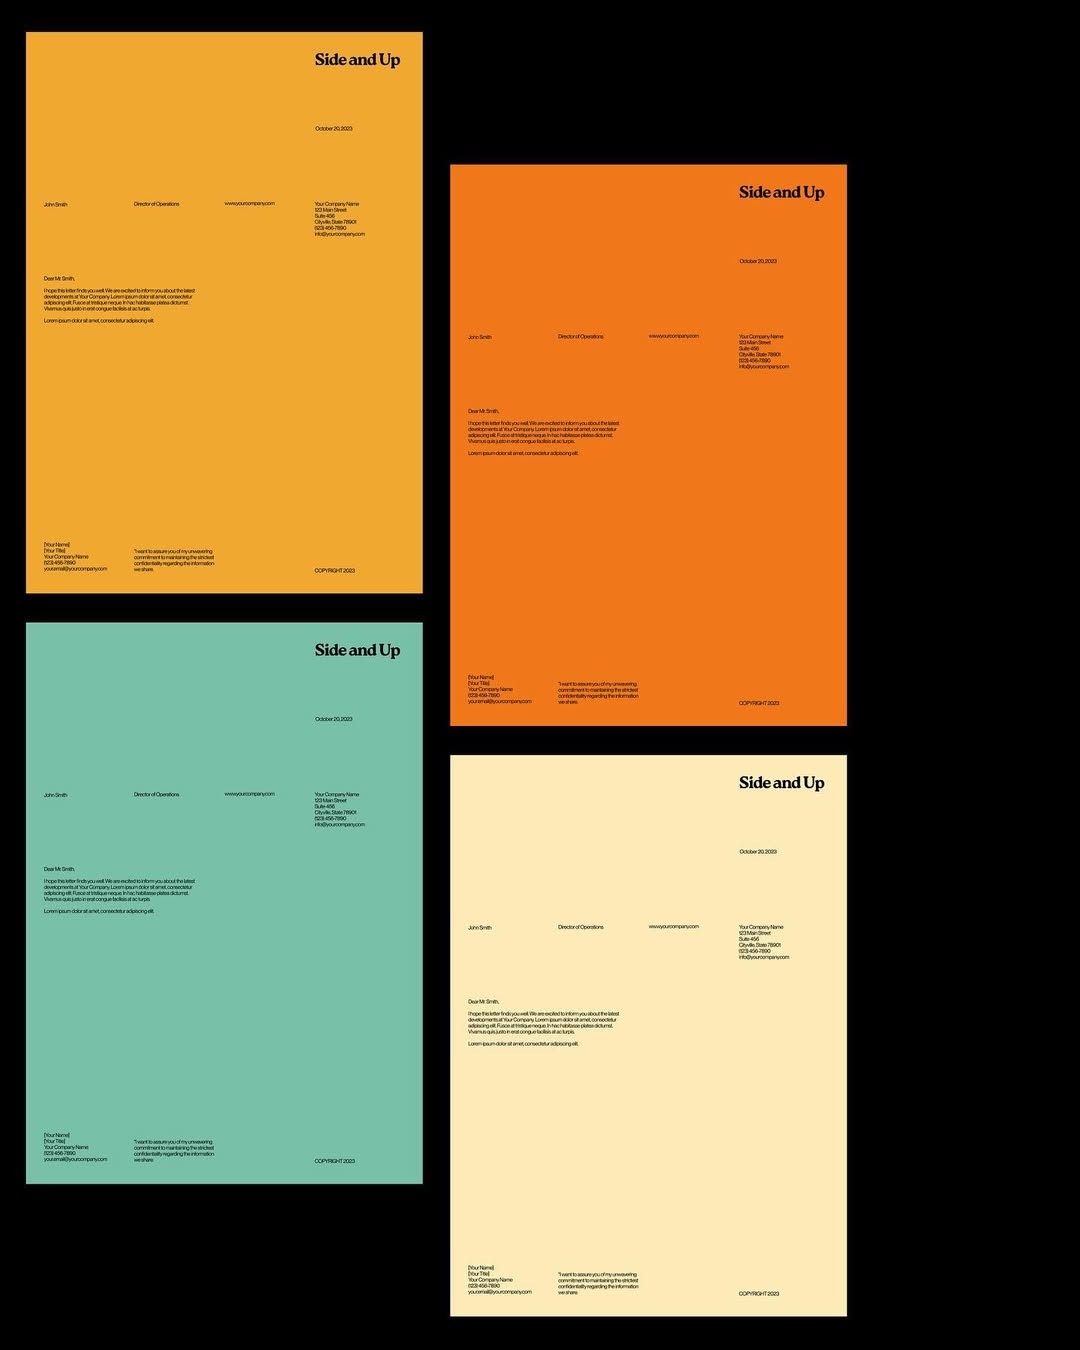 Side and Up
October 20, 2023
John Smith
Director of Operations
www.yourcompany.com
Your Company Name
123 Main Street
Suite 456
Cityville, State 78901
(123) 456-7890
info@yourcompany.com
Dear Mr. Smith,
I hope this letter finds you well. We are excited to inform you about the latest
developments at Your Company. Lorem ipsum dolor sit amet, consectetur
adipiscing elit. Fusce at tristique neque. In hac habitasse platea dictumst.
Vivamus quis justo in erat congue facilisis at ac turpis.
Lorem ipsum dolor sit amet, consectetur adipiscing elit.
[Your Name]
[Your Title]
Your Company Name
(123) 456-7890
youremail@yourcompany.com
"I want to assure you of my unwavering
commitment to maintaining the strictest
confidentiality regarding the information
we share.
COPYRIGHT 2023
Side and Up
October 20, 2023
John Smith
Director of Operations
www.yourcompany.com
Your Company Name
123 Main Street
Suite 456
Cityville, State 78901
(123) 456-7890
info@yourcompany.com
Dear Mr. Smith,
I hope this letter finds you well. We are excited to inform you about the latest
developments at Your Company. Lorem ipsum dolor sit amet, consectetur
adipiscing elit. Fusce at tristique neque. In hac habitasse platea dictumst.
Vivamus quis justo in erat congue facilisis at ac turpis.
Lorem ipsum dolor sit amet, consectetur adipiscing elit.
[Your Name]
[Your Title]
Your Company Name
(123) 456-7890
youremail@yourcompany.com
"I want to assure you of my unwavering
commitment to maintaining the strictest
confidentiality regarding the information
we share.
COPYRIGHT 2023
Side and Up
October 20, 2023
John Smith
Director of Operations
www.yourcompany.com
Your Company Name
123 Main Street
Suite 456
Cityville, State 78901
(123) 456-7890
info@yourcompany.com
Dear Mr. Smith,
I hope this letter finds you well. We are excited to inform you about the latest
developments at Your Company. Lorem ipsum dolor sit amet, consectetur
adipiscing elit. Fusce at tristique neque. In hac habitasse platea dictumst.
Vivamus quis justo in erat congue facilisis at ac turpis.
Lorem ipsum dolor sit amet, consectetur adipiscing elit.
[Your Name]
[Your Title]
Your Company Name
(123) 456-7890
youremail@yourcompany.com
"I want to assure you of my unwavering
commitment to maintaining the strictest
confidentiality regarding the information
we share.
COPYRIGHT 2023
Side and Up
October 20, 2023
John Smith
Director of Operations
www.yourcompany.com
Your Company Name
123 Main Street
Suite 456
Cityville, State 78901
(123) 456-7890
info@yourcompany.com
Dear Mr. Smith,
I hope this letter finds you well. We are excited to inform you about the latest
developments at Your Company. Lorem ipsum dolor sit amet, consectetur
adipiscing elit. Fusce at tristique neque. In hac habitasse platea dictumst.
Vivamus quis justo in erat congue facilisis at ac turpis.
Lorem ipsum dolor sit amet, consectetur adipiscing elit.
[Your Name]
[Your Title]
Your Company Name
(123) 456-7890
youremail@yourcompany.com
"I want to assure you of my unwavering
commitment to maintaining the strictest
confidentiality regarding the information
we share.
COPYRIGHT 2023